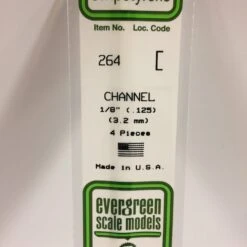 Item No. Loc. Code
264
CHANNEL
1/8" (.125)
(3.2 mm)
4 Pieces
Made in U.S.A.
evergreen
scale models